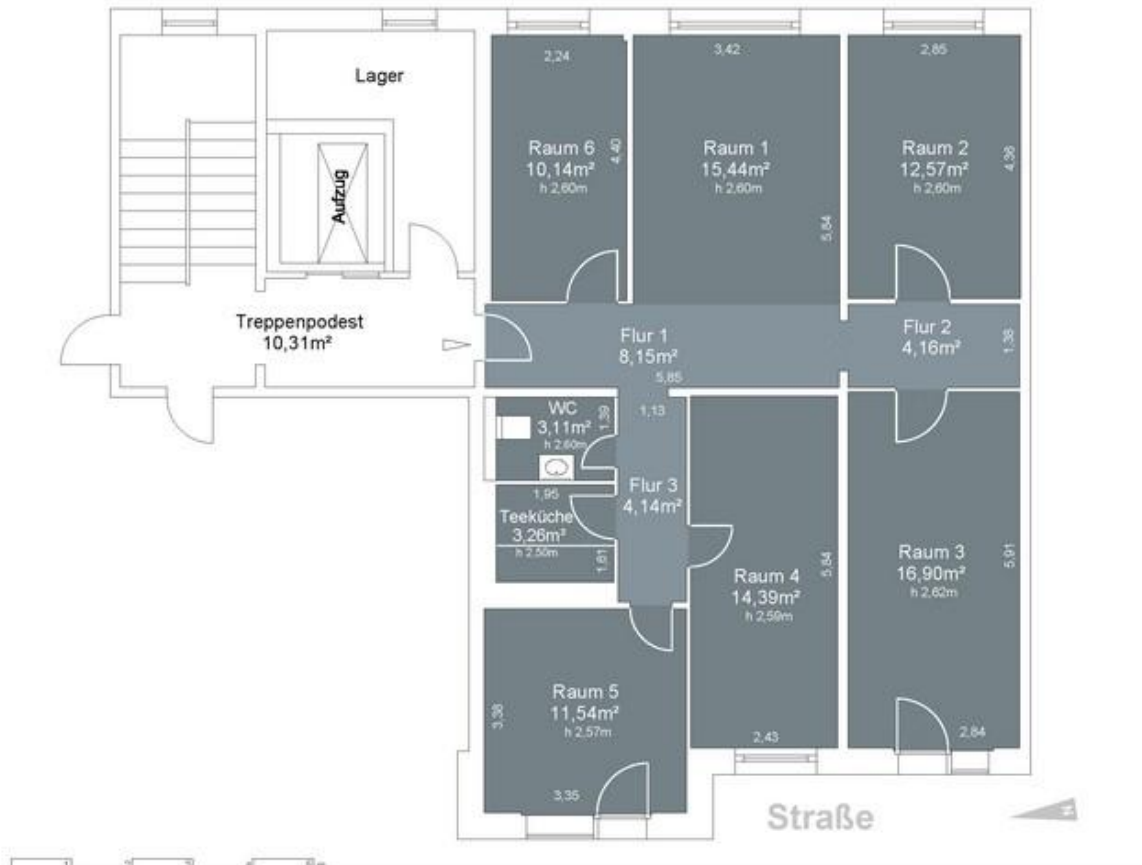 Lager
Aufzug
Treppenpodest
10,31m²
2,24
Raum 6
10,14m²
h 2,60m
4,40
3,42
Raum 1
15,44m²
h 2,60m
5,84
2,85
Raum 2
12,57m²
h 2,60m
4,36
Flur 1
8,15m²
5,85
Flur 2
4,16m²
1,38
WC
3,11m²
h 2,60m
1,39
1,13
Flur 3
4,14m²
1,95
Teeküche
3,26m²
h 2,50m
1,61
Raum 4
14,39m²
h 2,59m
5,84
2,43
Raum 3
16,90m²
h 2,62m
5,91
2,84
Raum 5
11,54m²
h 2,57m
3,38
3,35
Straße
N